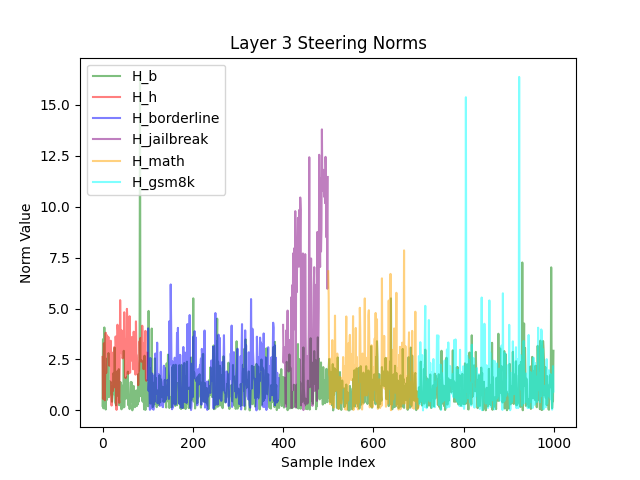 Layer 3 Steering Norms
H_b
H_h
H_borderline
H_jailbreak
H_math
H_gsm8k
Norm Value
15.0
12.5
10.0
7.5
5.0
2.5
0.0
0 200 400 600 800 1000
Sample Index